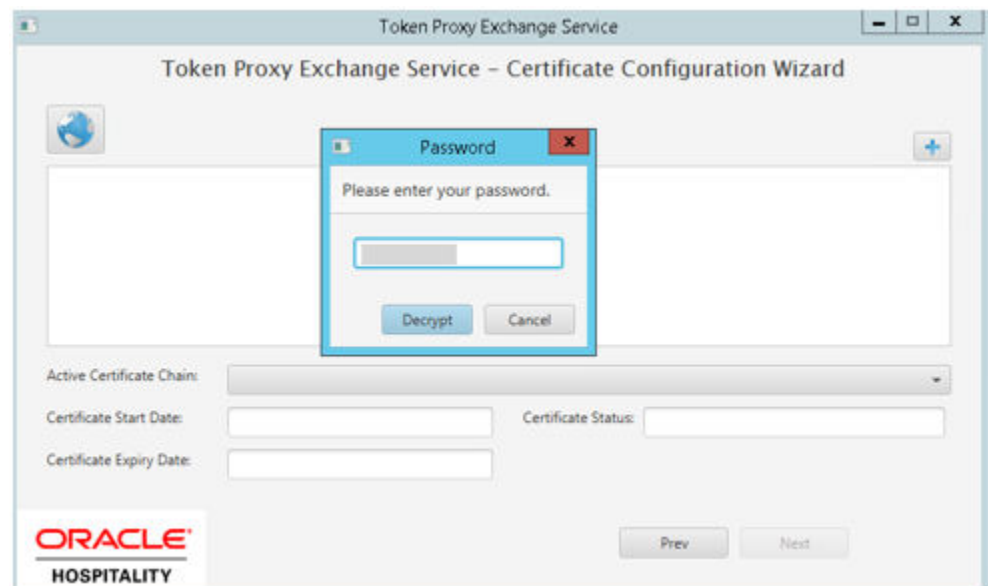 Token Proxy Exchange Service
Token Proxy Exchange Service – Certificate Configuration Wizard
Password
Please enter your password.
Decrypt
Cancel
Active Certificate Chain:
Certificate Start Date:
Certificate Status:
Certificate Expiry Date:
ORACLE®
HOSPITALITY
Prev
Next